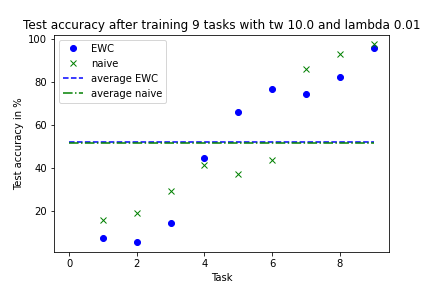 Test accuracy after training 9 tasks with tw 10.0 and lambda 0.01
100
80
60
40
20
Test accuracy in %
EWC
naive
average EWC
average naive
0 2 4 6 8
Task